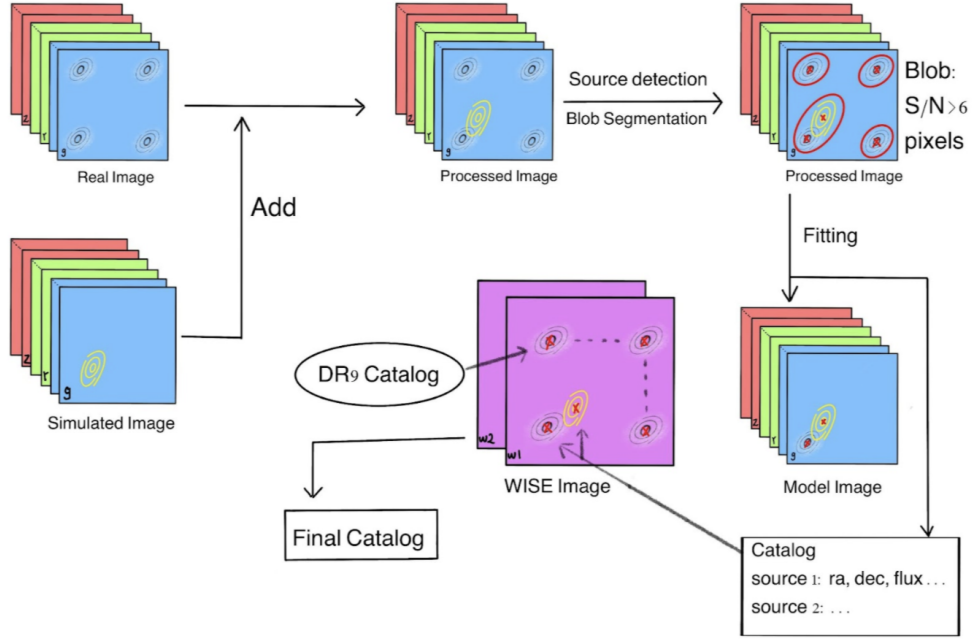 z
r
g
Real Image
z
r
g
Processed Image
Source detection
Blob Segmentation
z
r
g
Processed Image
Blob:
S/N>6
pixels
Add
Fitting
z
r
g
Simulated Image
DR9 Catalog
w2
w1
WISE Image
z
r
g
Model Image
Final Catalog
Catalog
source 1: ra, dec, flux ...
source 2: ...